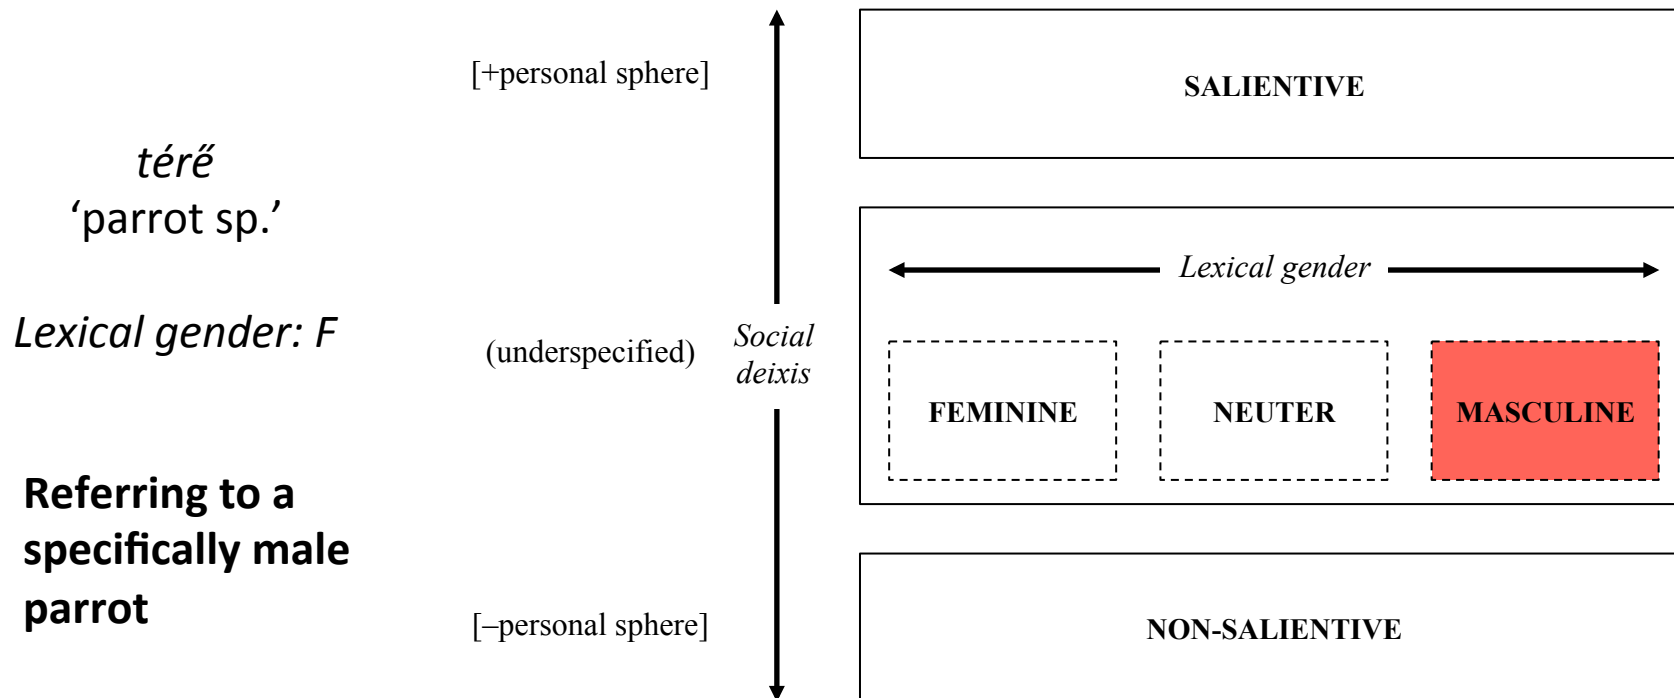 térë̋
‘parrot sp.’
Lexical gender: F
Referring to a
specifically male
parrot
[+personal sphere]
(underspecified)
[–personal sphere]
Social
deixis
SALIENTIVE
Lexical gender
FEMININE
NEUTER
MASCULINE
NON-SALIENTIVE